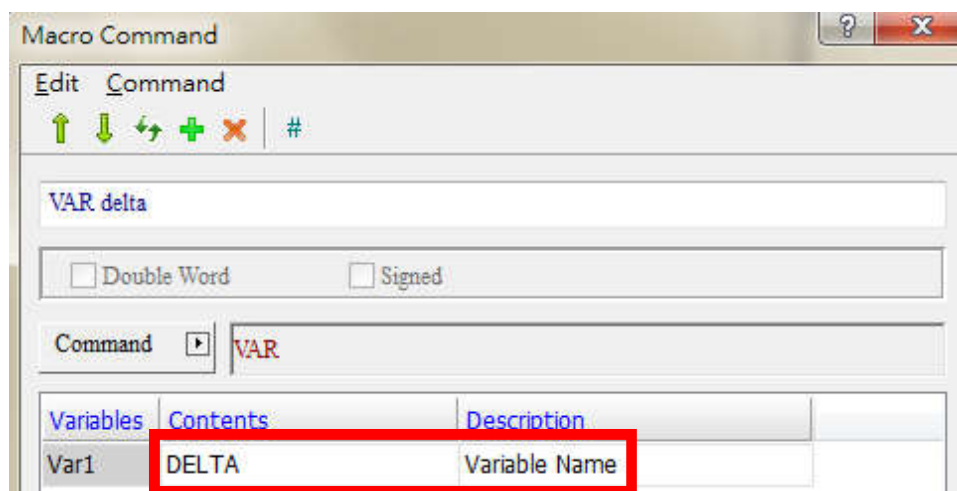 Macro Command
? X
Edit Command
#
VAR delta
Double Word Signed
Command VAR
Variables Contents Description
Var1 DELTA Variable Name